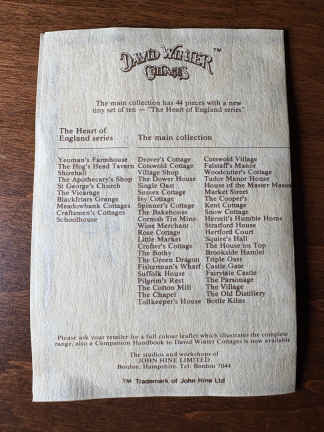 DAVID WINTER ™
COTTAGES
The main collection has 44 pieces with a new
tiny set of ten — "The Heart of England series"
The Heart of
England series
Yeoman's Farmhouse
The Hog's Head Tavern
Shirehall
The Apothecary's Shop
St George's Church
The Vicarage
Blackfriars Grange
Meadowbank Cottages
Craftsmen's Cottages
Schoolhouse
The main collection
Drover's Cottage
Cotswold Cottage
Village Shop
The Dower House
Single Oast
Sussex Cottage
Ivy Cottage
Spinner's Cottage
The Bakehouse
Cornish Tin Mine
Wine Merchant
Rose Cottage
Little Market
Crofter's Cottage
The Bothy
The Green Dragon
Fisherman's Wharf
Suffolk House
Pilgrim's Rest
The Cotton Mill
The Chapel
Tollkeeper's House
Cotswold Village
Falstaff's Manor
Woodcutter's Cottage
Tudor Manor House
House of the Master Mason
Market Street
The Cooper's
Kent Cottage
Snow Cottage
Hermit's Humble Home
Stratford House
Hertford Court
Squire's Hall
The House on Top
Brookside Hamlet
Triple Oast
Castle Gate
Fairytale Castle
The Parsonage
The Village
The Old Distillery
Bottle Kilns
Please ask your retailer for a full colour leaflet which illustrates the complete
range, also a Companion Handbook to David Winter Cottages is now available
The studios and workshops of
JOHN HINE LIMITED
Bordon, Hampshire. Tel: Bordon 7044
™ Trademark of John Hine Ltd